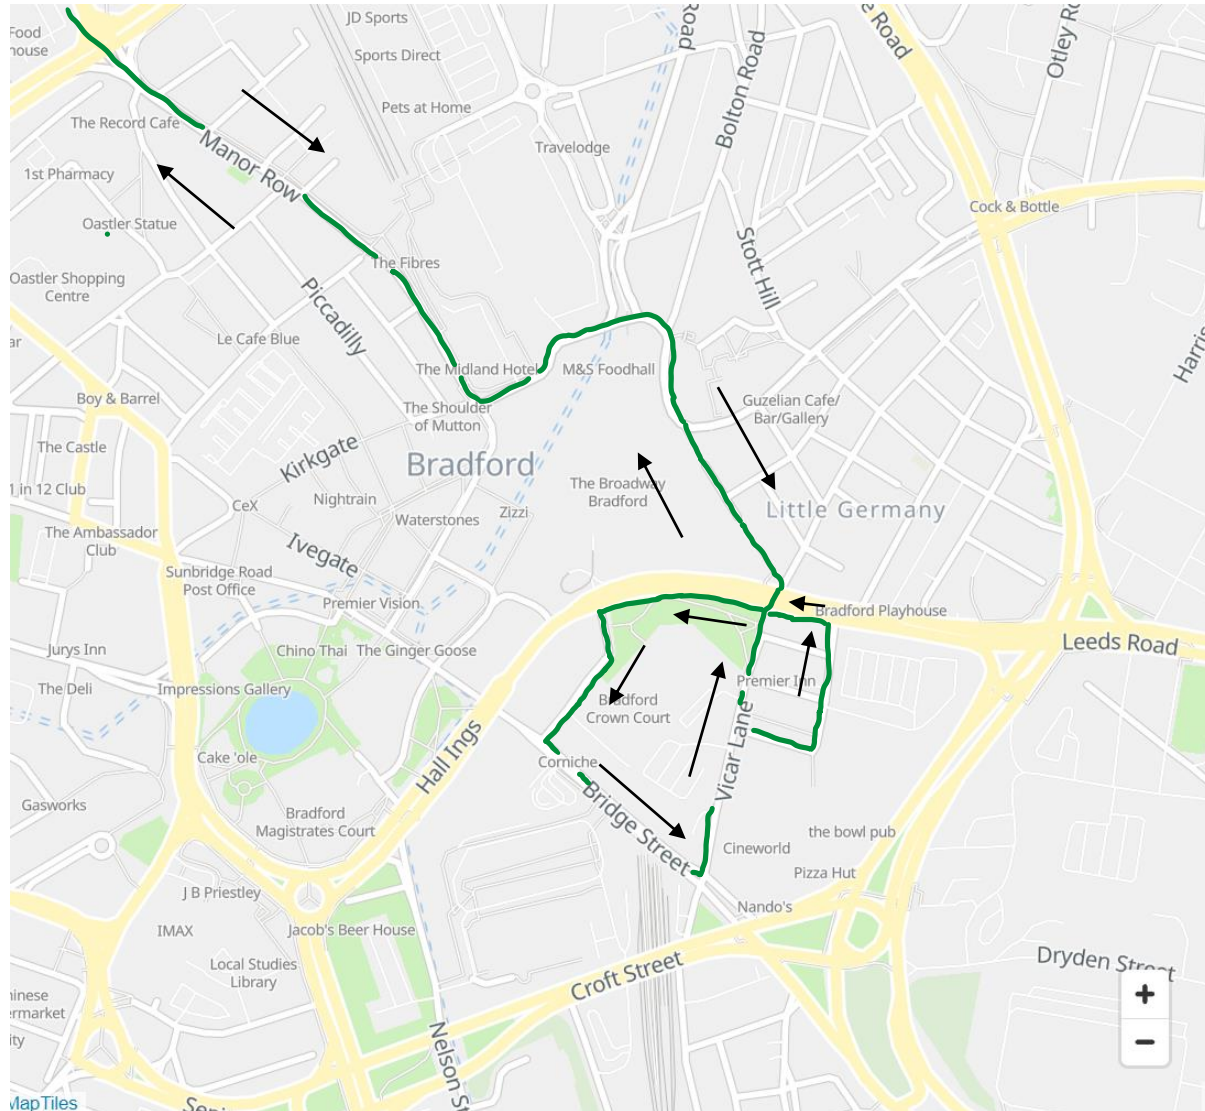 Food
house
JD Sports
Sports Direct
Pets at Home
Road
e Road
Otley Ro
Bolton Road
The Record Cafe
Manor Row
Travelodge
1st Pharmacy
Oastler Statue
Cock & Bottle
Stott Hill
Oastler Shopping
Centre
The Fibres
Piccadilly
Le Cafe Blue
ar
Harris
The Midland Hotel
M&S Foodhall
Boy & Barrel
The Shoulder
of Mutton
Guzelian Cafe/
Bar/Gallery
The Castle
Kirkgate
Bradford
1 in 12 Club
Nightrain
The Broadway
Bradford
CeX
Waterstones
Zizzi
Little Germany
The Ambassador
Club
Ivegate
Sunbridge Road
Post Office
Premier Vision
Bradford Playhouse
Leeds Road
Jurys Inn
Chino Thai
The Ginger Goose
The Deli
Impressions Gallery
Premier Inn
Bradford
Crown Court
Cake 'ole
Hall Ings
Vicar Lane
Corniche
Gasworks
Bradford
Magistrates Court
Bridge Street
the bowl pub
Cineworld
Pizza Hut
J B Priestley
Nando's
IMAX
Jacob's Beer House
Local Studies
Library
Croft Street
Dryden Street
hinese
ermarket
ity
Nelson St
+
−
MapTiles